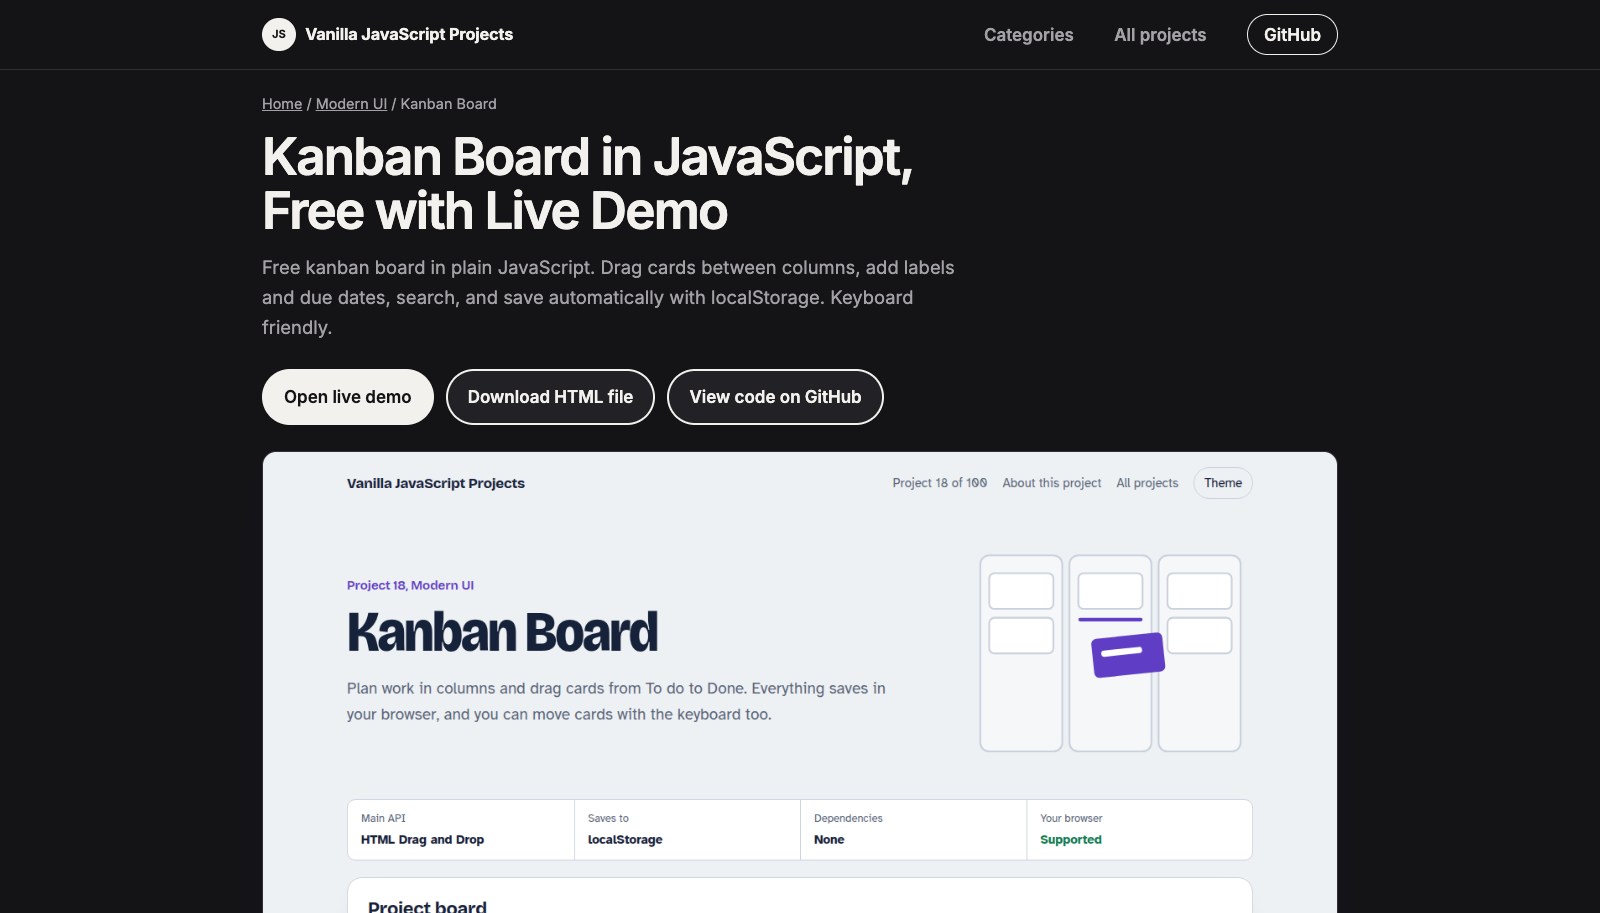 JS
Vanilla JavaScript Projects
Categories
All projects
GitHub
Home / Modern UI / Kanban Board
Kanban Board in JavaScript,
Free with Live Demo
Free kanban board in plain JavaScript. Drag cards between columns, add labels
and due dates, search, and save automatically with localStorage. Keyboard
friendly.
Open live demo
Download HTML file
View code on GitHub
Vanilla JavaScript Projects
Project 18 of 100
About this project
All projects
Theme
Project 18, Modern UI
Kanban Board
Plan work in columns and drag cards from To do to Done. Everything saves in
your browser, and you can move cards with the keyboard too.
Main API
HTML Drag and Drop
Saves to
localStorage
Dependencies
None
Your browser
Supported
Project board